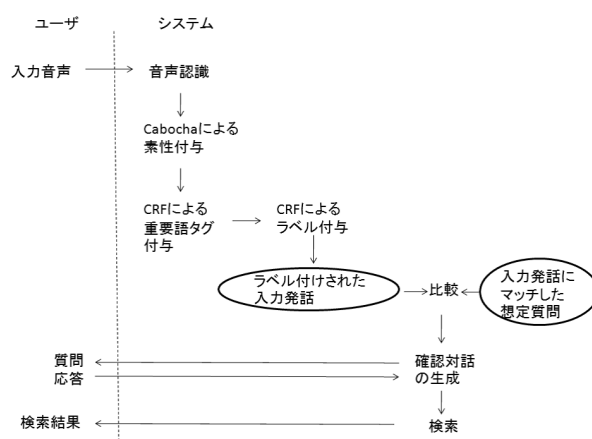 ユーザ
システム
入力音声
音声認識
Cabochaによる
素性付与
CRFによる
重要語タグ
付与
CRFによる
ラベル付与
ラベル付けされた
入力発話
比較
入力発話に
マッチした
想定質問
質問
応答
確認対話
の生成
検索結果
検索